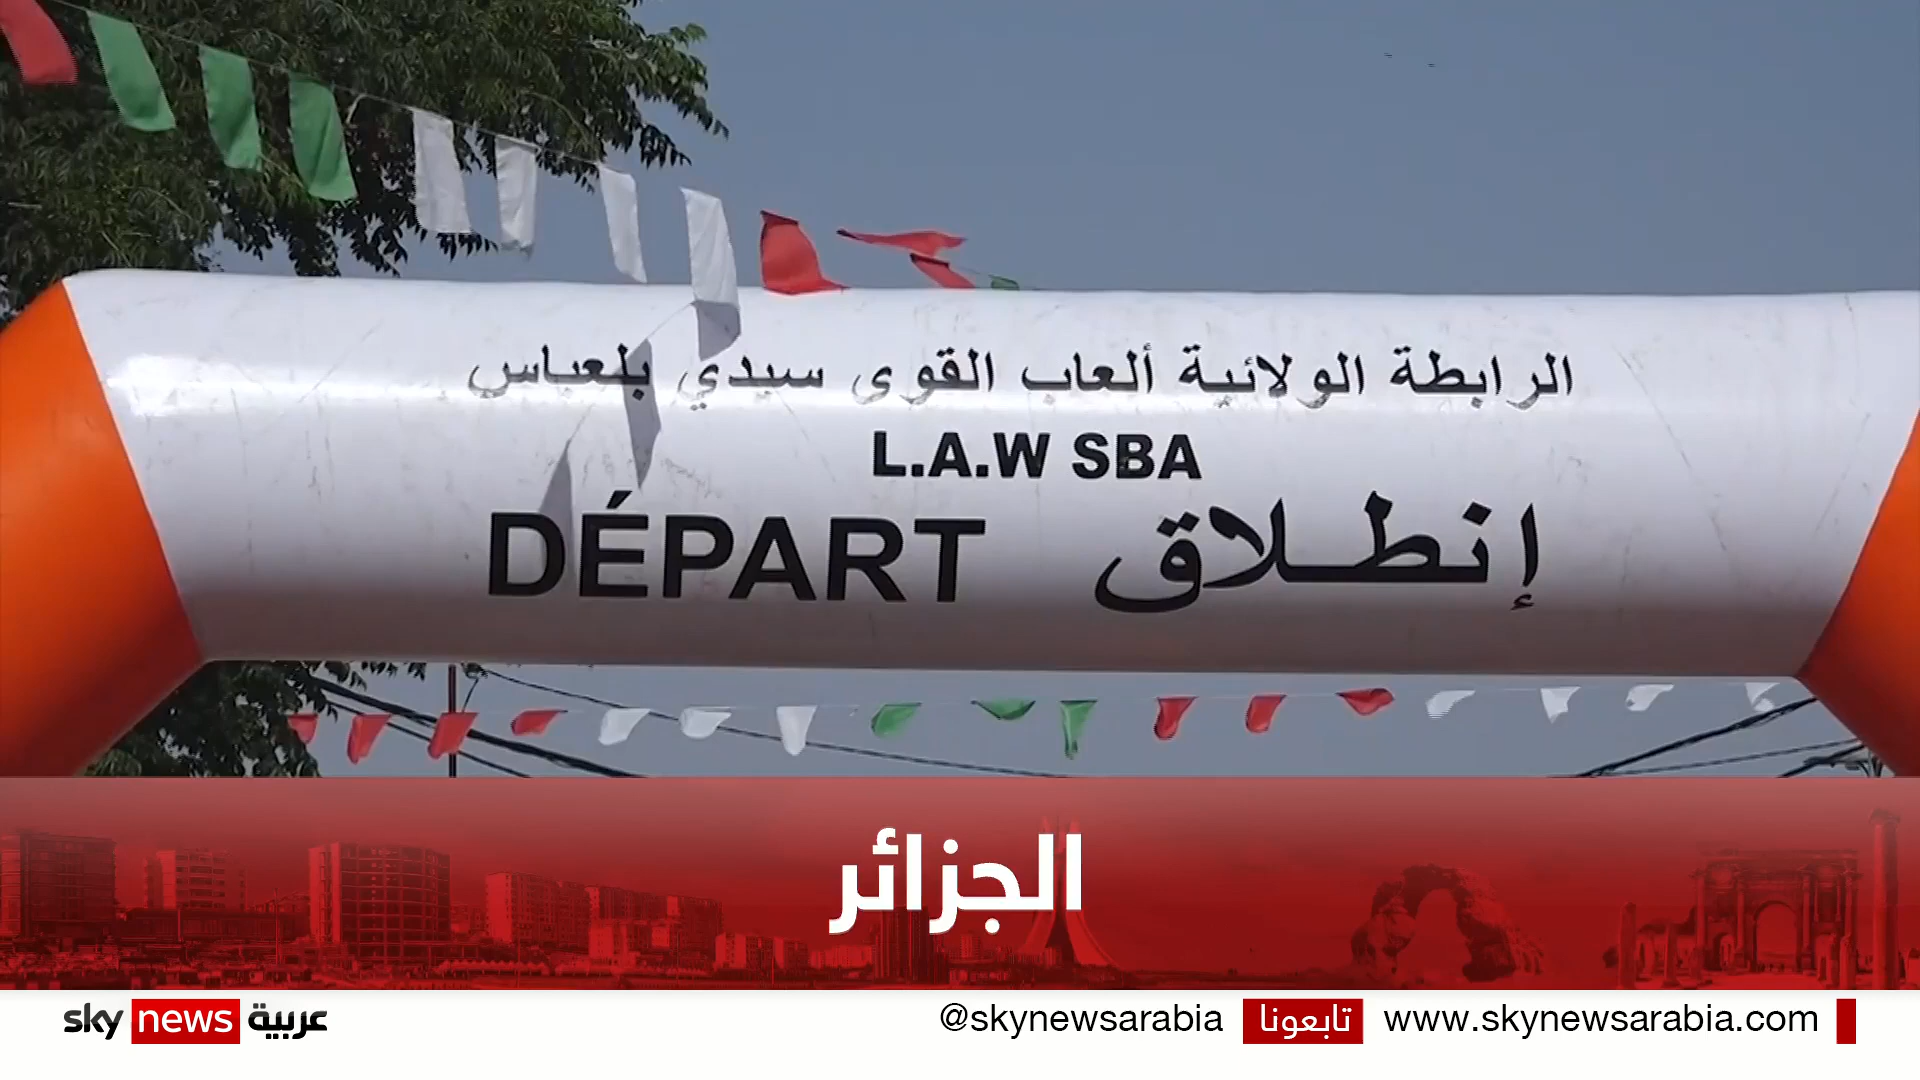 الرابطة الولائية ألعاب القوى سيدي بلعباس
L.A.W SBA
DÉPART إنطلاق
الجزائر
sky news عربية
@skynewsarabia تابعونا www.skynewsarabia.com